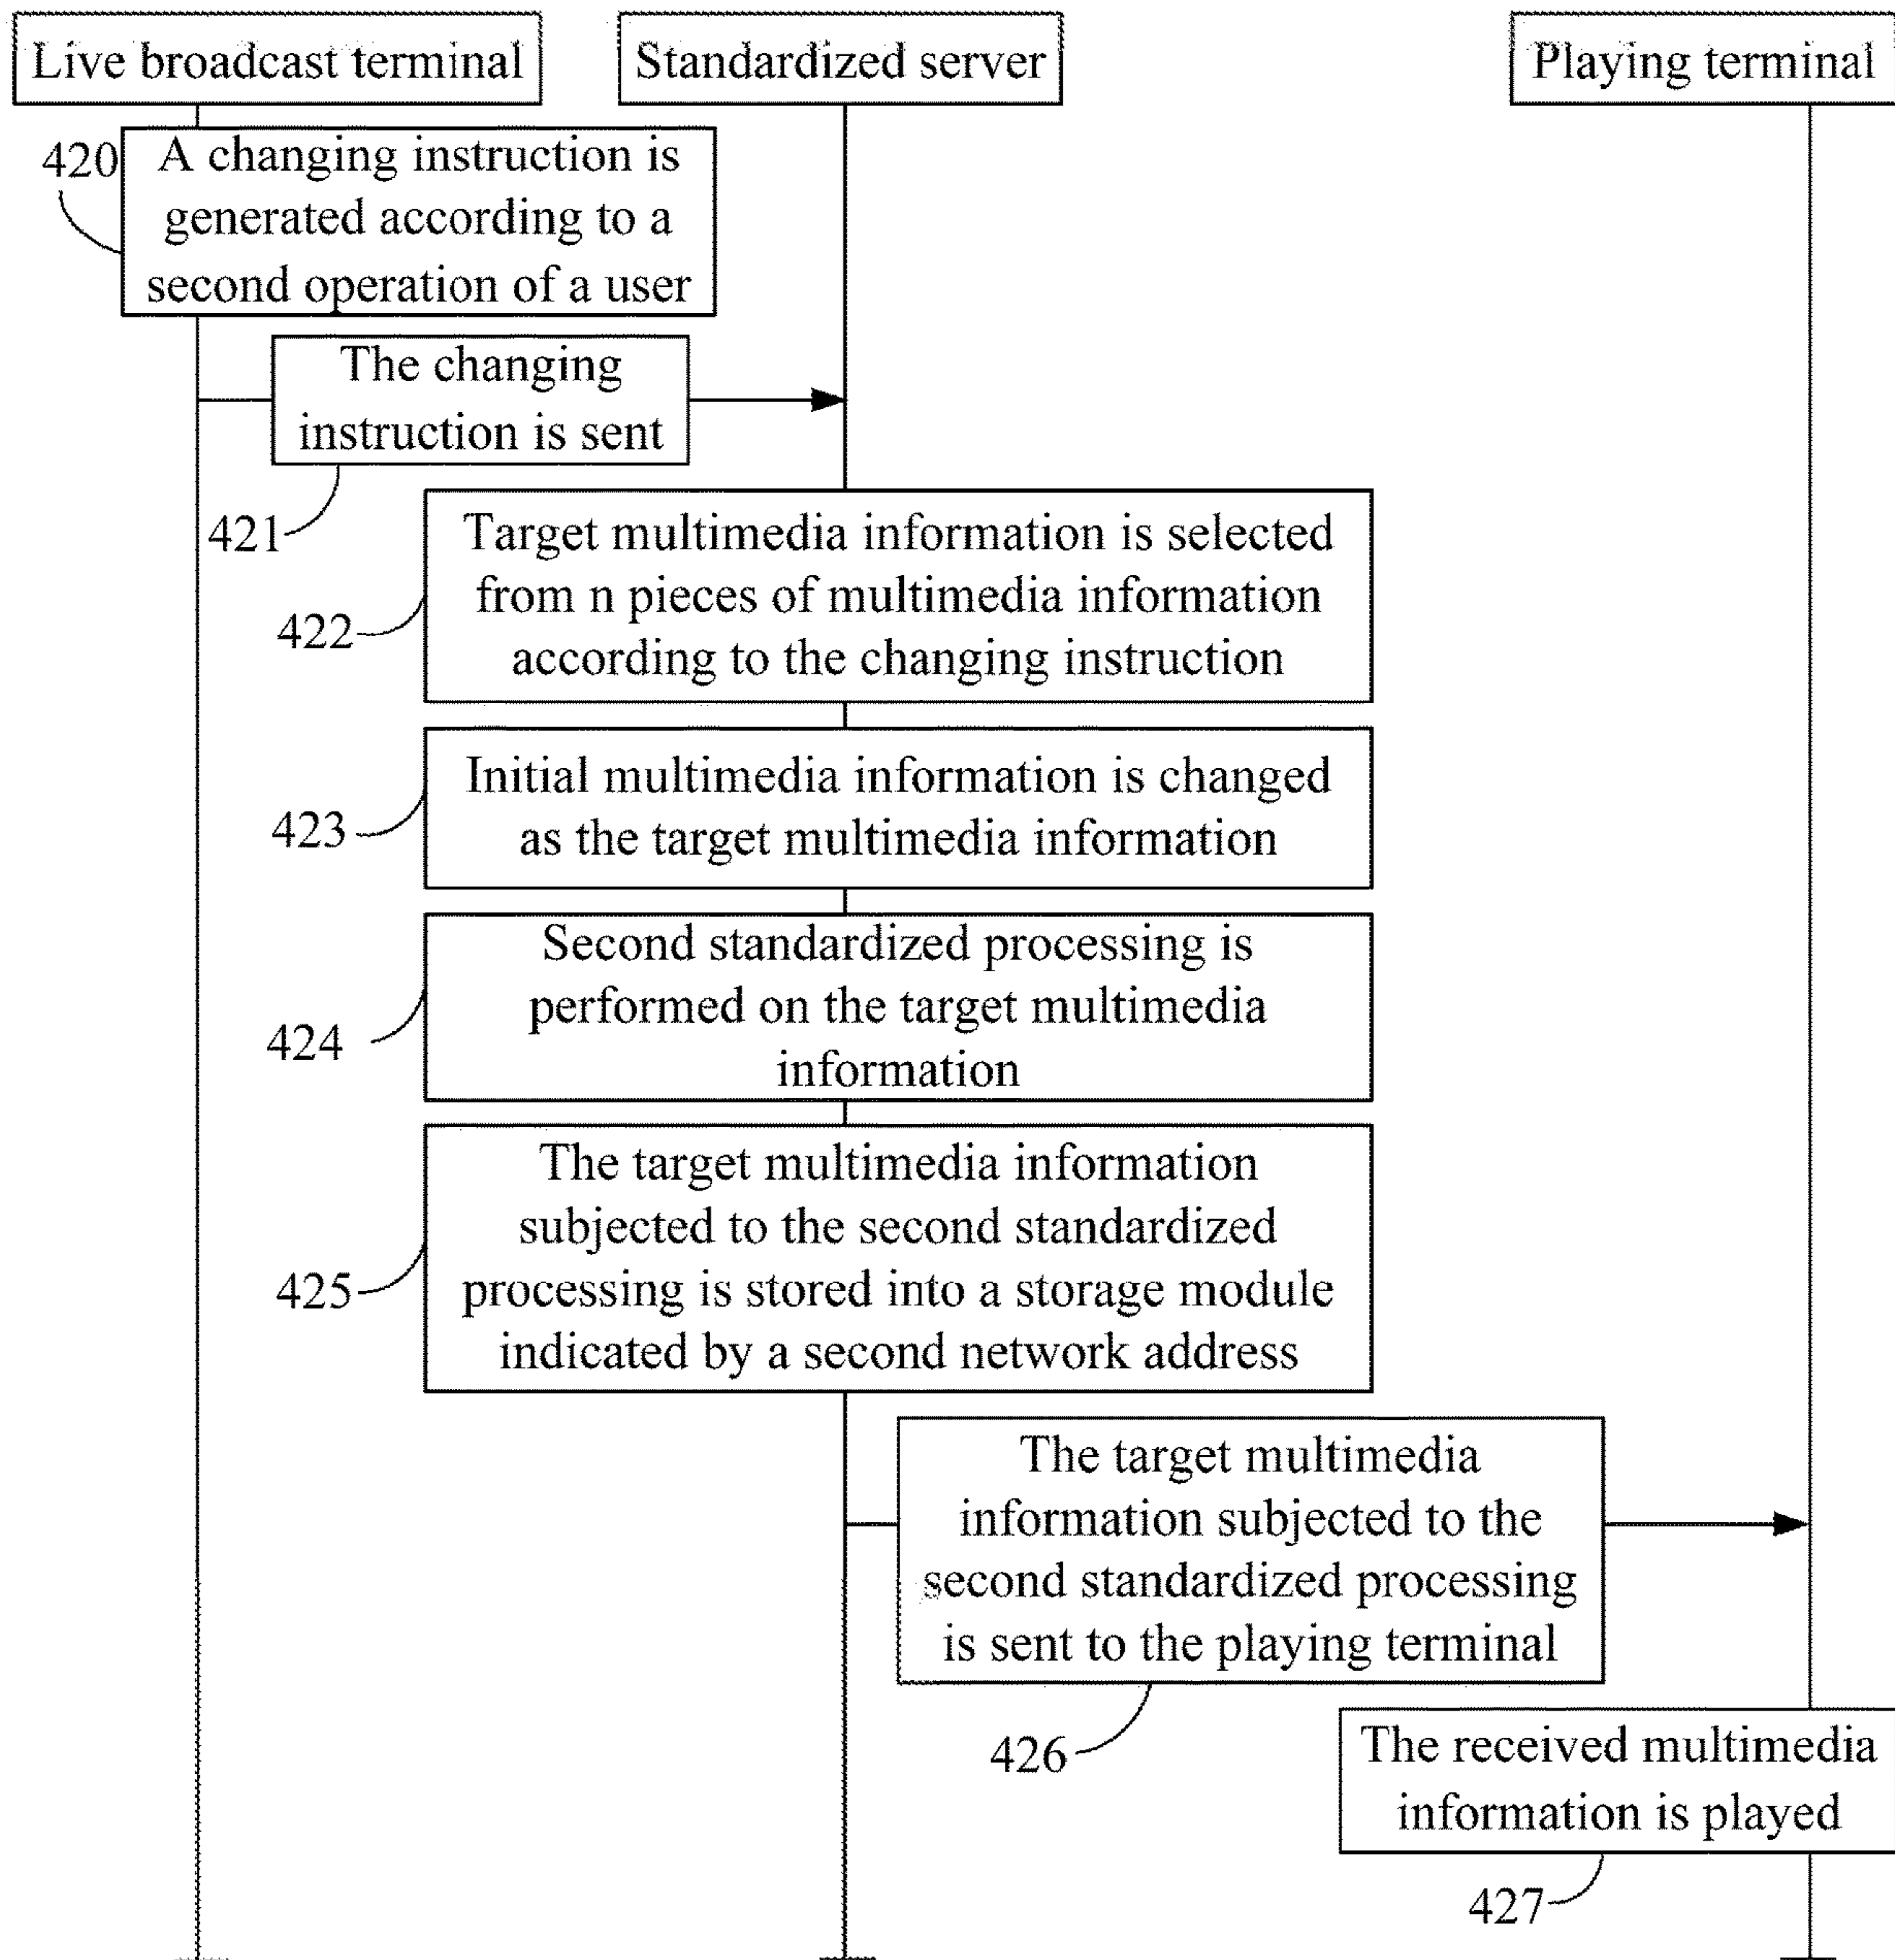 Live broadcast terminal
Standardized server
Playing terminal
420
A changing instruction is
generated according to a
second operation of a user
The changing
instruction is sent
421
Target multimedia information is selected
from n pieces of multimedia information
according to the changing instruction
422
Initial multimedia information is changed
as the target multimedia information
423
Second standardized processing is
performed on the target multimedia
information
424
The target multimedia information
subjected to the second standardized
processing is stored into a storage module
indicated by a second network address
425
The target multimedia
information subjected to the
second standardized processing
is sent to the playing terminal
426
The received multimedia
information is played
427